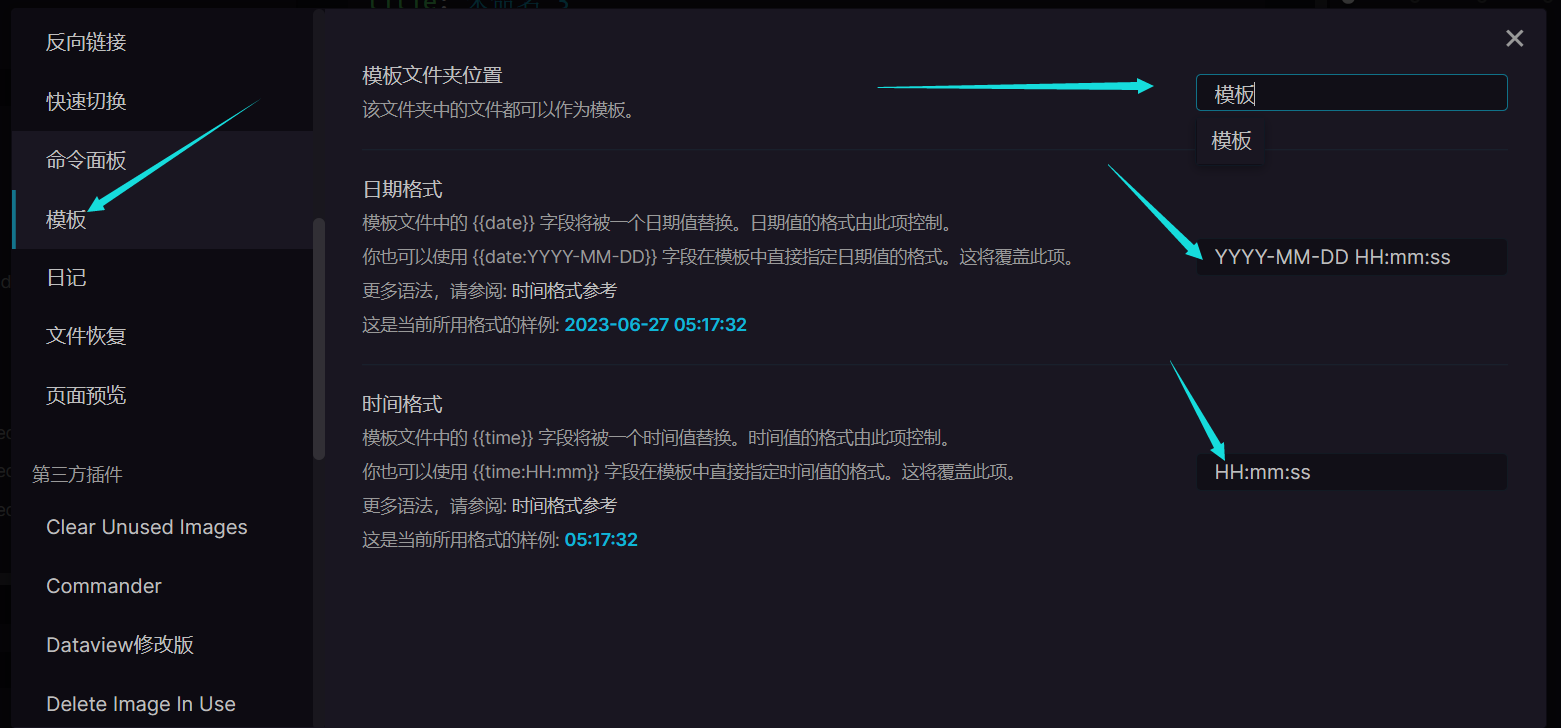 title: 未命名 3
反向链接
快速切换
命令面板
模板
日记
文件恢复
页面预览
第三方插件
Clear Unused Images
Commander
Dataview修改版
Delete Image In Use
模板文件夹位置
该文件夹中的文件都可以作为模板。
模板
模板
日期格式
模板文件中的 {{date}} 字段将被一个日期值替换。日期值的格式由此项控制。
你也可以使用 {{date:YYYY-MM-DD}} 字段在模板中直接指定日期值的格式。这将覆盖此项。
更多语法，请参阅: 时间格式参考
这是当前所用格式的样例: 2023-06-27 05:17:32
YYYY-MM-DD HH:mm:ss
时间格式
模板文件中的 {{time}} 字段将被一个时间值替换。时间值的格式由此项控制。
你也可以使用 {{time:HH:mm}} 字段在模板中直接指定时间值的格式。这将覆盖此项。
更多语法，请参阅: 时间格式参考
这是当前所用格式的样例: 05:17:32
HH:mm:ss